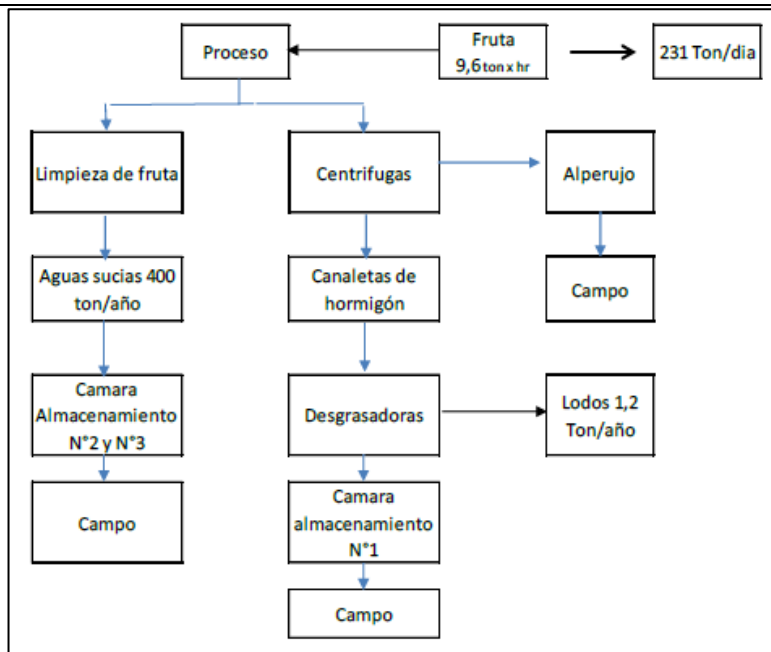 Proceso
Fruta
9,6 ton x hr
231 Ton/dia
Limpieza de fruta
Centrifugas
Alperujo
Aguas sucias 400
ton/año
Canaletas de
hormigón
Campo
Camara
Almacenamiento
N°2 y N°3
Desgrasadoras
Lodos 1,2
Ton/año
Campo
Camara
almacenamiento
N°1
Campo